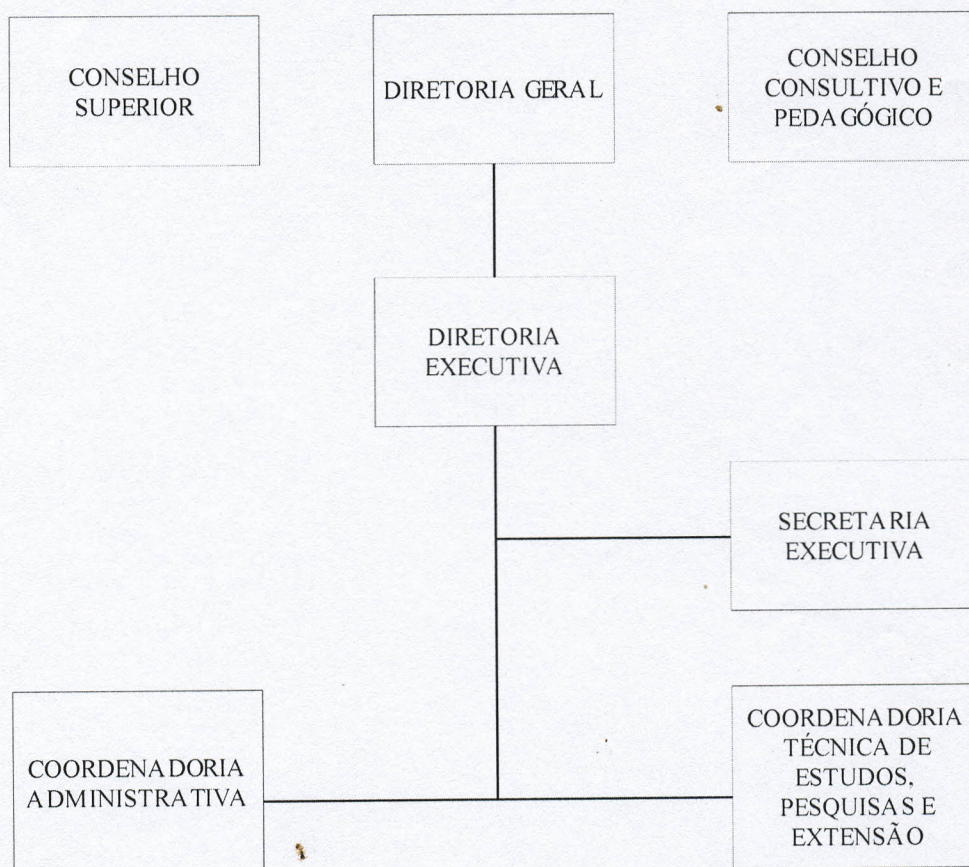 CONSELHO
SUPERIOR
DIRETORIA GERAL
CONSELHO
CONSULTIVO E
PEDAGÓGICO
DIRETORIA
EXECUTIVA
SECRETARIA
EXECUTIVA
COORDENADORIA
ADMINISTRATIVA
COORDENADORIA
TÉCNICA DE
ESTUDOS,
PESQUISAS E
EXTENSÃO